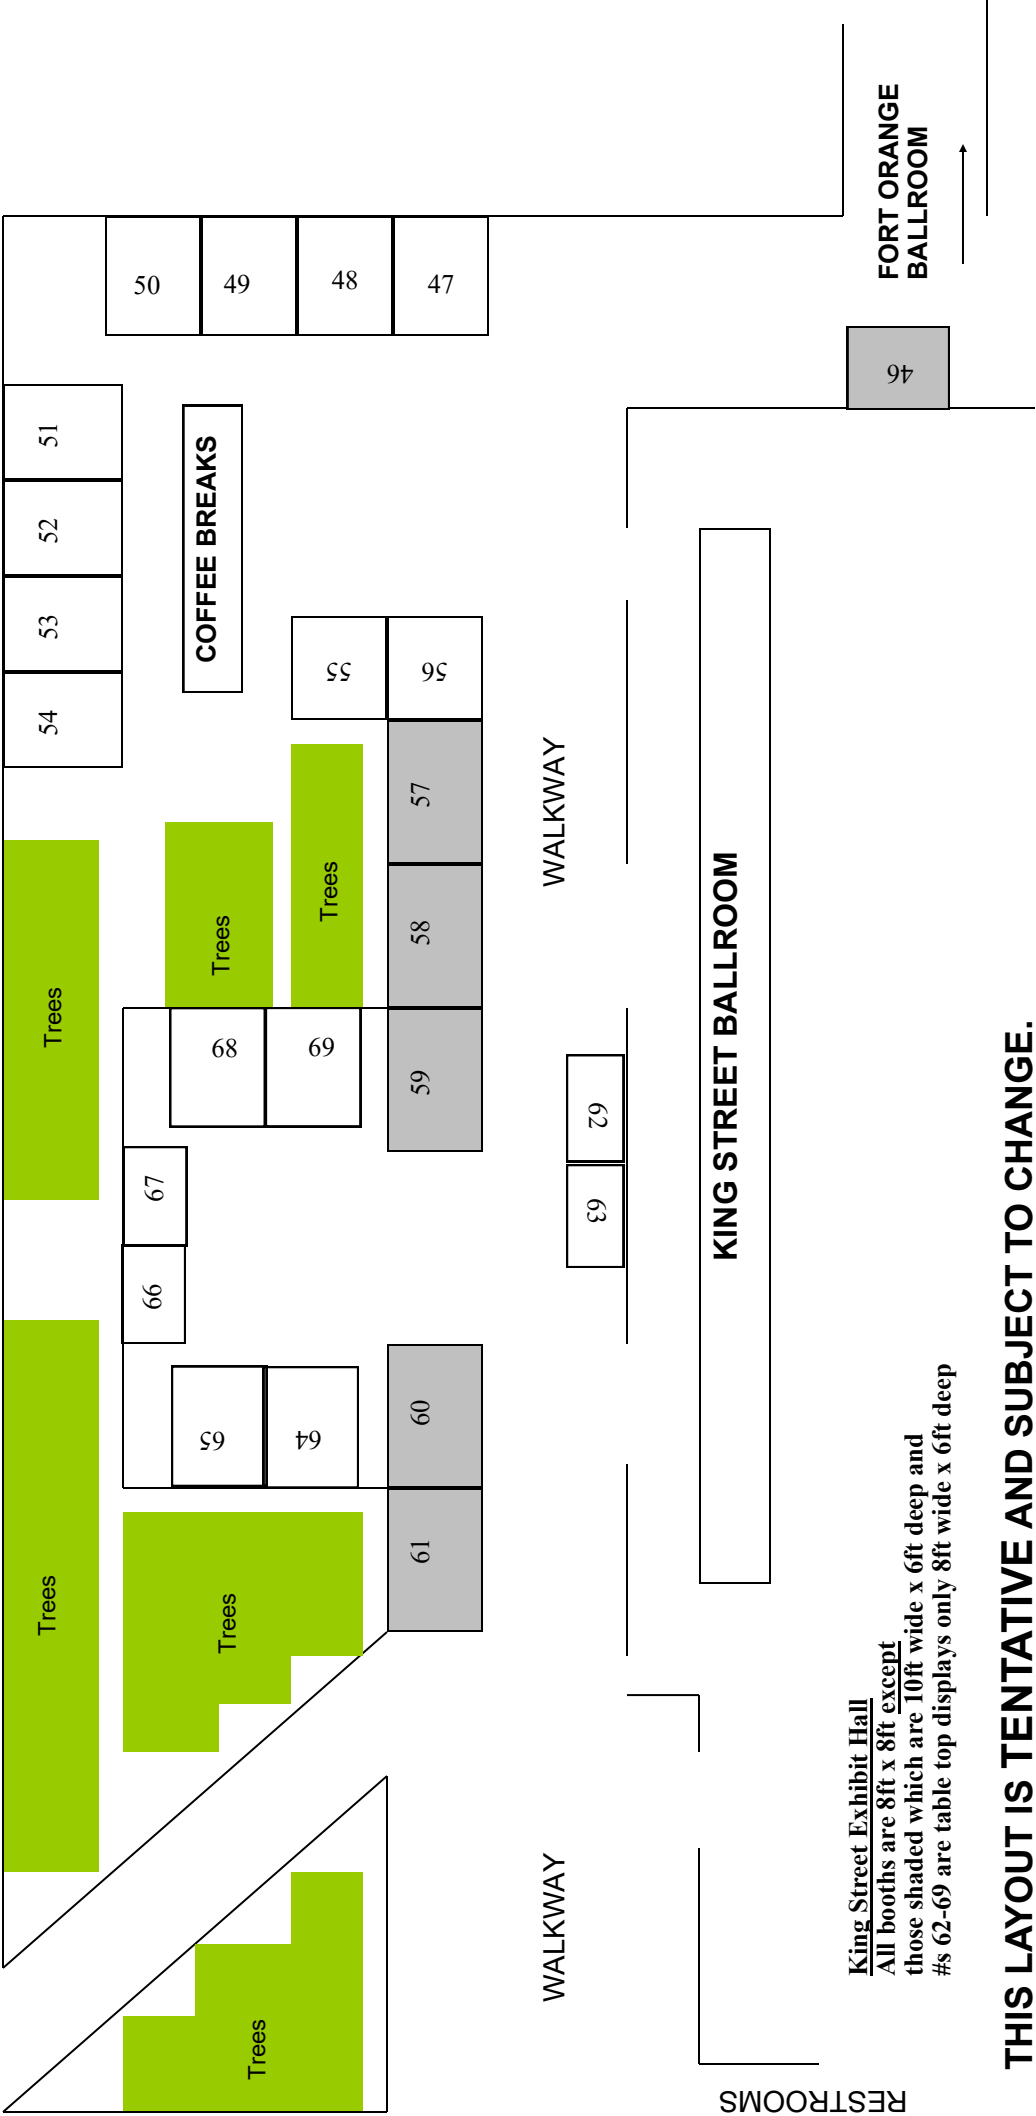 FORT ORANGE
BALLROOM
50
49
48
47
46
51
52
53
54
COFFEE BREAKS
55
56
57
58
59
Trees
Trees
Trees
WALKWAY
68
69
67
66
62
63
KING STREET BALLROOM
65
64
60
61
Trees
Trees
Trees
WALKWAY
RESTROOMS
King Street Exhibit Hall
All booths are 8ft x 8ft except
those shaded which are 10ft wide x 6ft deep and
#s 62-69 are table top displays only 8ft wide x 6ft deep
THIS LAYOUT IS TENTATIVE AND SUBJECT TO CHANGE.